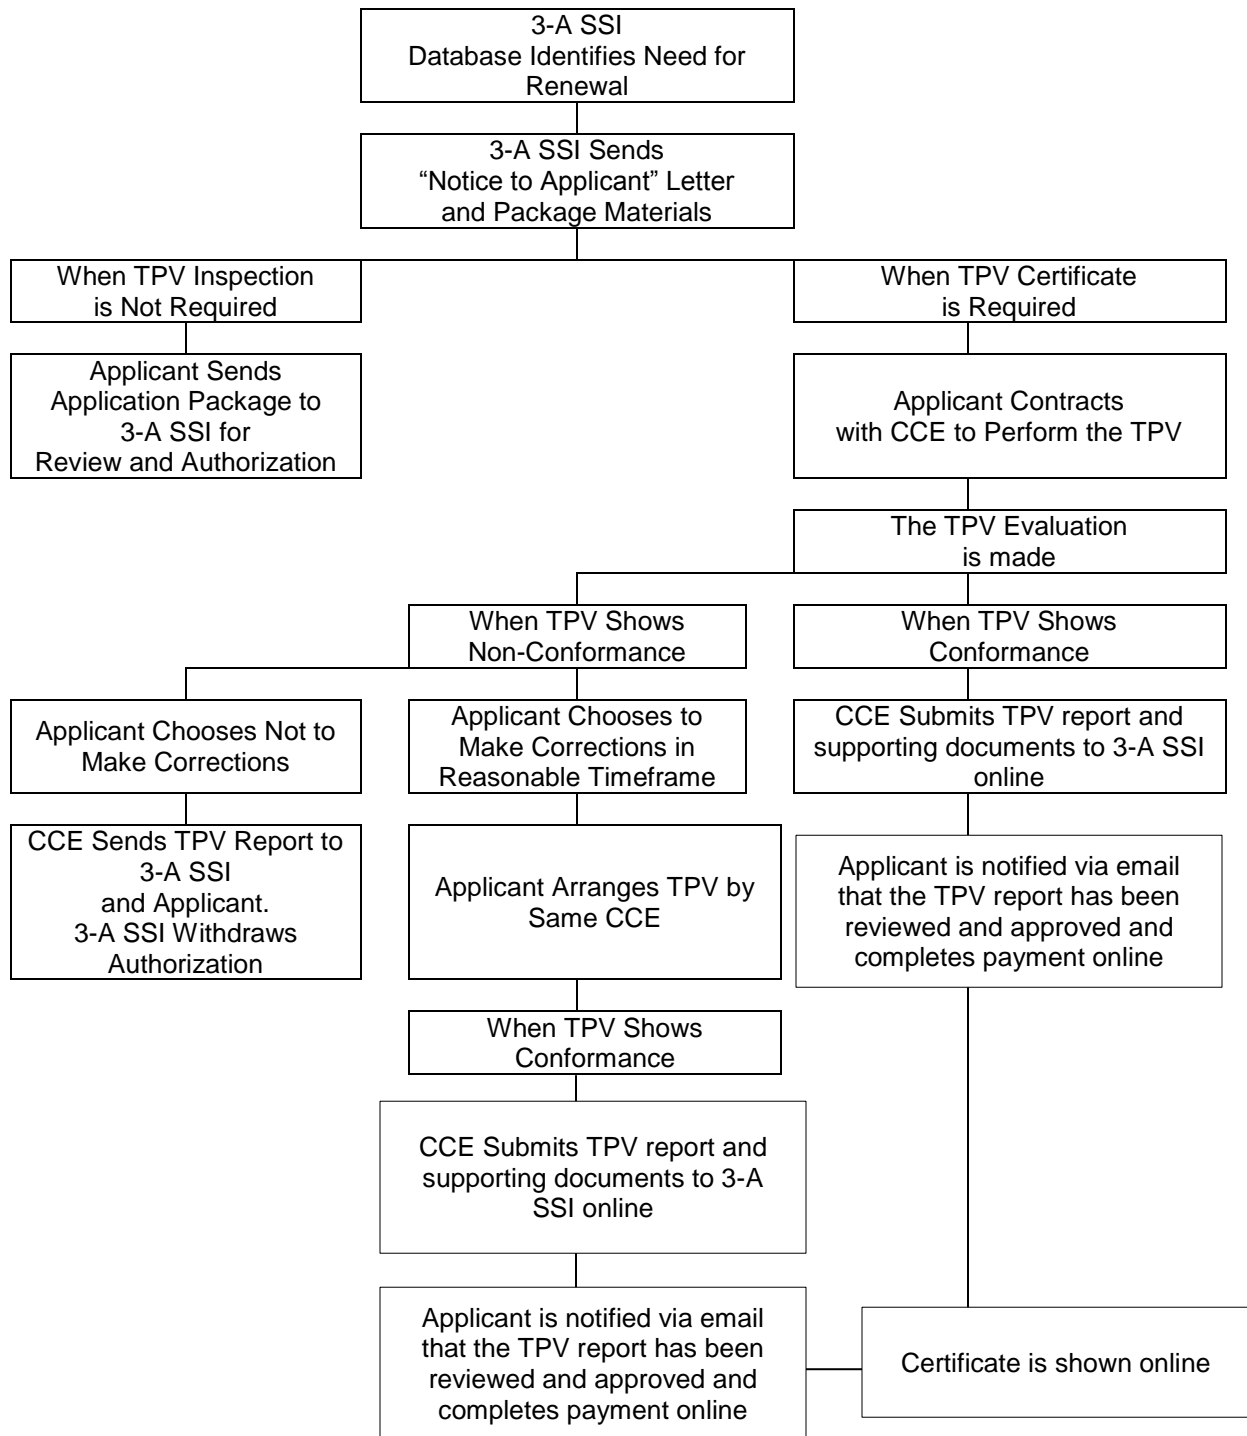 3-A SSI
Database Identifies Need for
Renewal
3-A SSI Sends
“Notice to Applicant” Letter
and Package Materials
When TPV Inspection
is Not Required
When TPV Certificate
is Required
Applicant Sends
Application Package to
3-A SSI for
Review and Authorization
Applicant Contracts
with CCE to Perform the TPV
The TPV Evaluation
is made
When TPV Shows
Non-Conformance
When TPV Shows
Conformance
Applicant Chooses Not to
Make Corrections
Applicant Chooses to
Make Corrections in
Reasonable Timeframe
CCE Submits TPV report and
supporting documents to 3-A SSI
online
CCE Sends TPV Report to
3-A SSI
and Applicant.
3-A SSI Withdraws
Authorization
Applicant Arranges TPV by
Same CCE
Applicant is notified via email
that the TPV report has been
reviewed and approved and
completes payment online
When TPV Shows
Conformance
CCE Submits TPV report and
supporting documents to 3-A
SSI online
Applicant is notified via email
that the TPV report has been
reviewed and approved and
completes payment online
Certificate is shown online